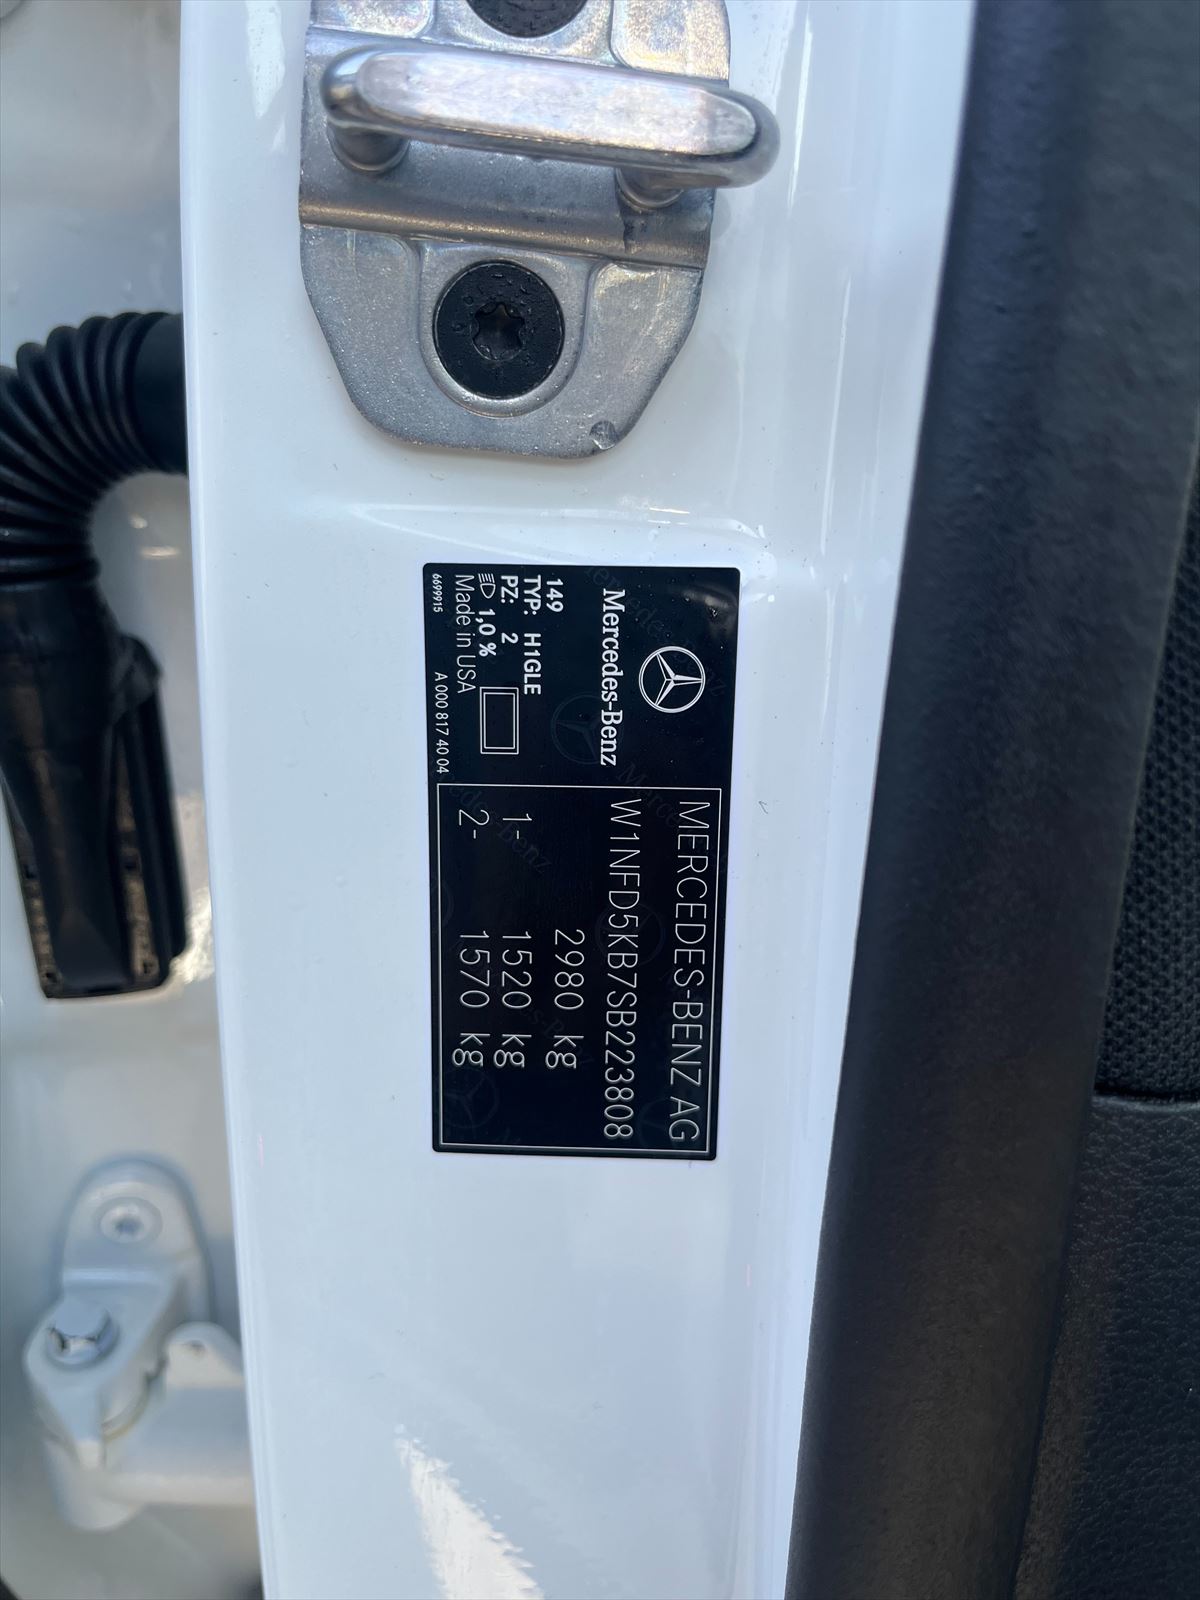 Mercedes-Benz
149
TYP: H1GLE
PZ: 2
1,0 %
Made in USA
6699915 A 000 817 40 04
MERCEDES-BENZ AG
W1NFD5KB7SB223808
2980 kg
1- 1520 kg
2- 1570 kg